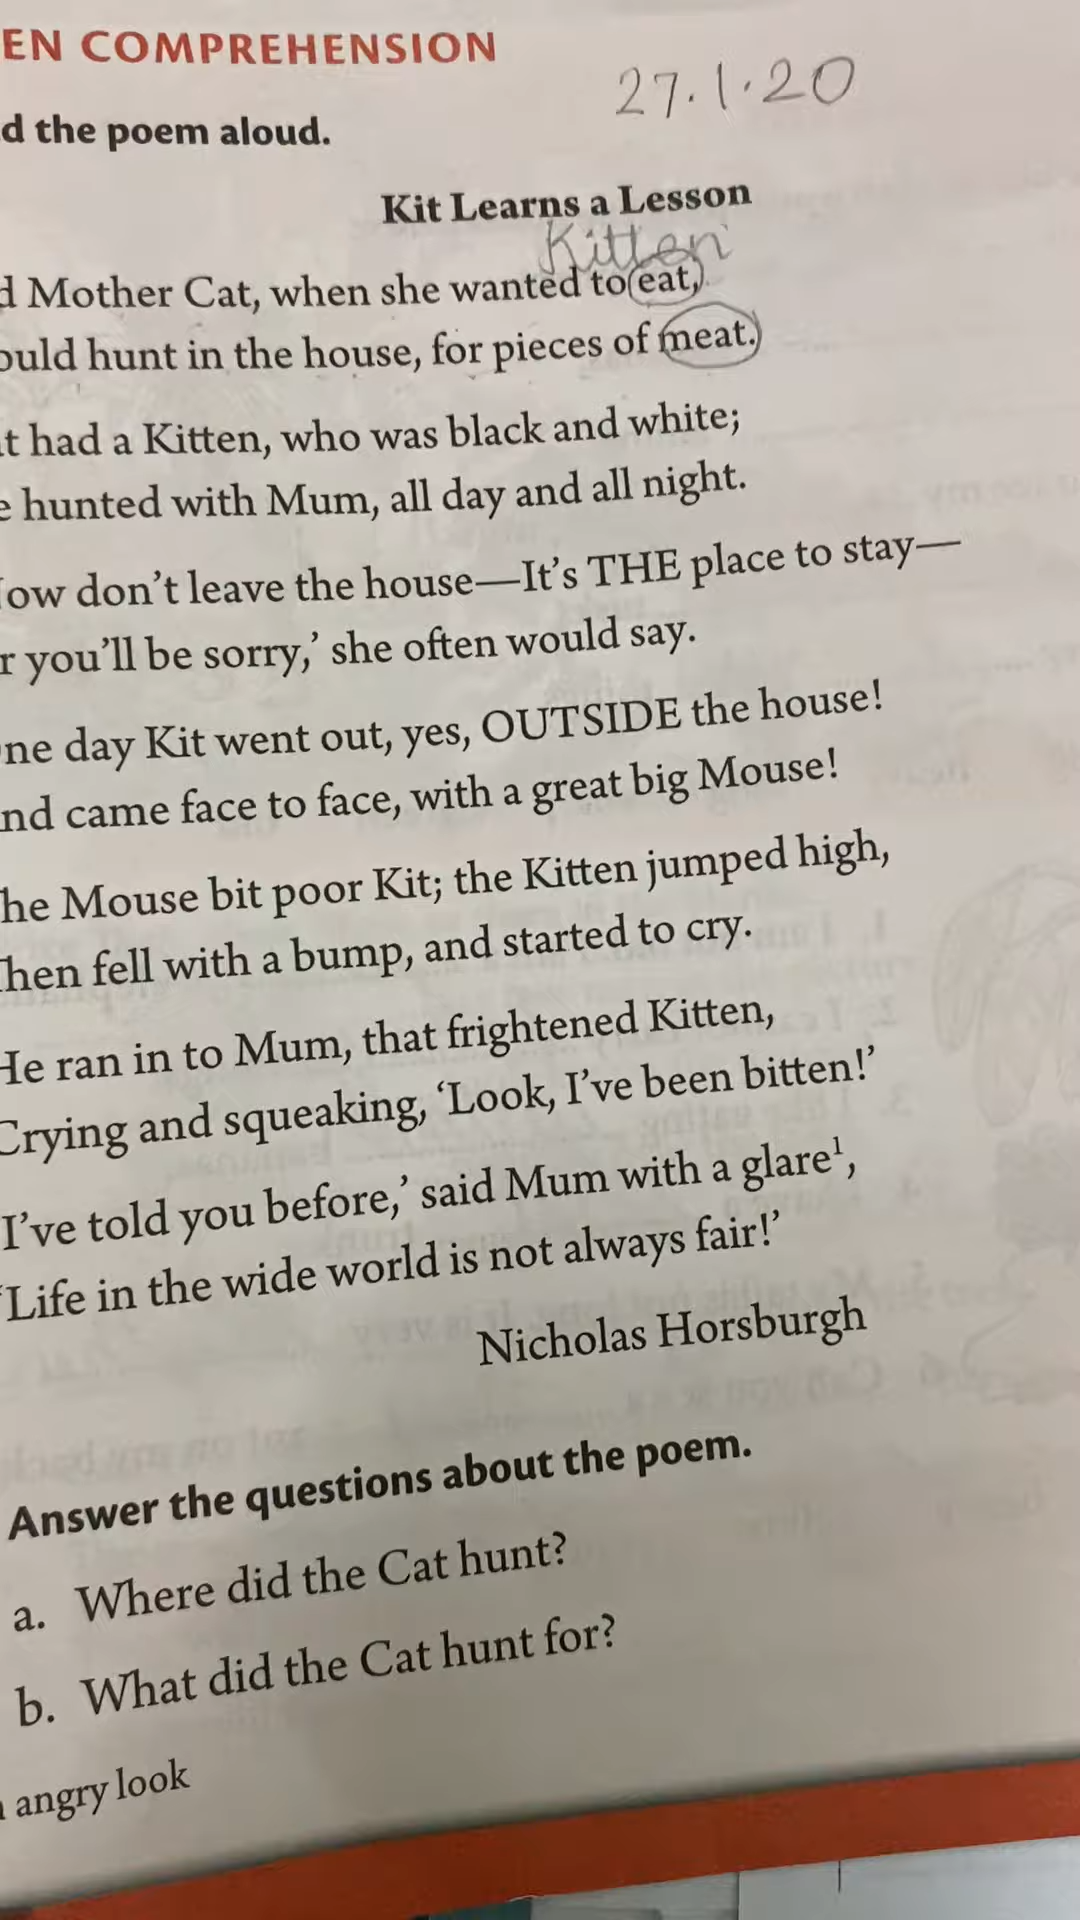 EN COMPREHENSION
27.1.20
d the poem aloud.
Kit Learns a Lesson
Kitten
d Mother Cat, when she wanted to eat,
ould hunt in the house, for pieces of meat.
t had a Kitten, who was black and white;
e hunted with Mum, all day and all night.
ow don't leave the house—It's THE place to stay—
r you'll be sorry,' she often would say.
ne day Kit went out, yes, OUTSIDE the house!
nd came face to face, with a great big Mouse!
he Mouse bit poor Kit; the Kitten jumped high,
hen fell with a bump, and started to cry.
He ran in to Mum, that frightened Kitten,
Crying and squeaking, 'Look, I've been bitten!'
I've told you before,' said Mum with a glare¹,
'Life in the wide world is not always fair!'
Nicholas Horsburgh
Answer the questions about the poem.
a. Where did the Cat hunt?
b. What did the Cat hunt for?
angry look